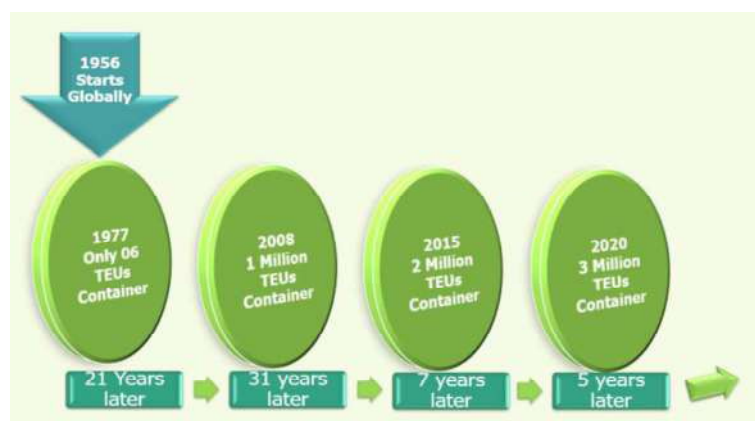 1956
Starts
Globally
1977
Only 06
TEUs
Container
2008
1 Million
TEUs
Container
2015
2 Million
TEUs
Container
2020
3 Million
TEUs
Container
21 Years
later
31 years
later
7 years
later
5 years
later